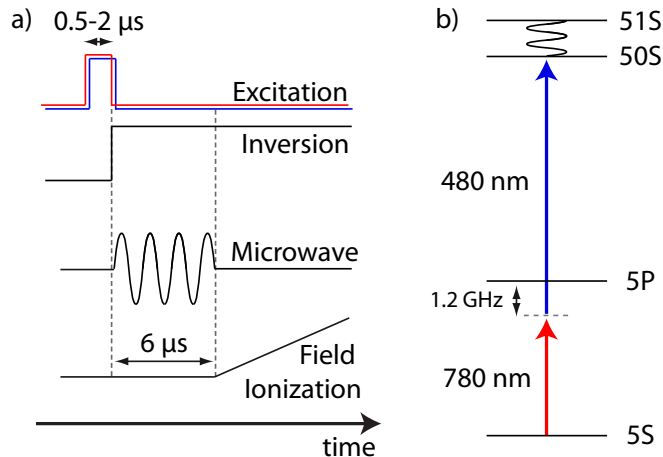 a)
0.5-2 μs
Excitation
Inversion
Microwave
6 μs
Field
Ionization
time
b)
51S
50S
480 nm
5P
1.2 GHz
780 nm
5S